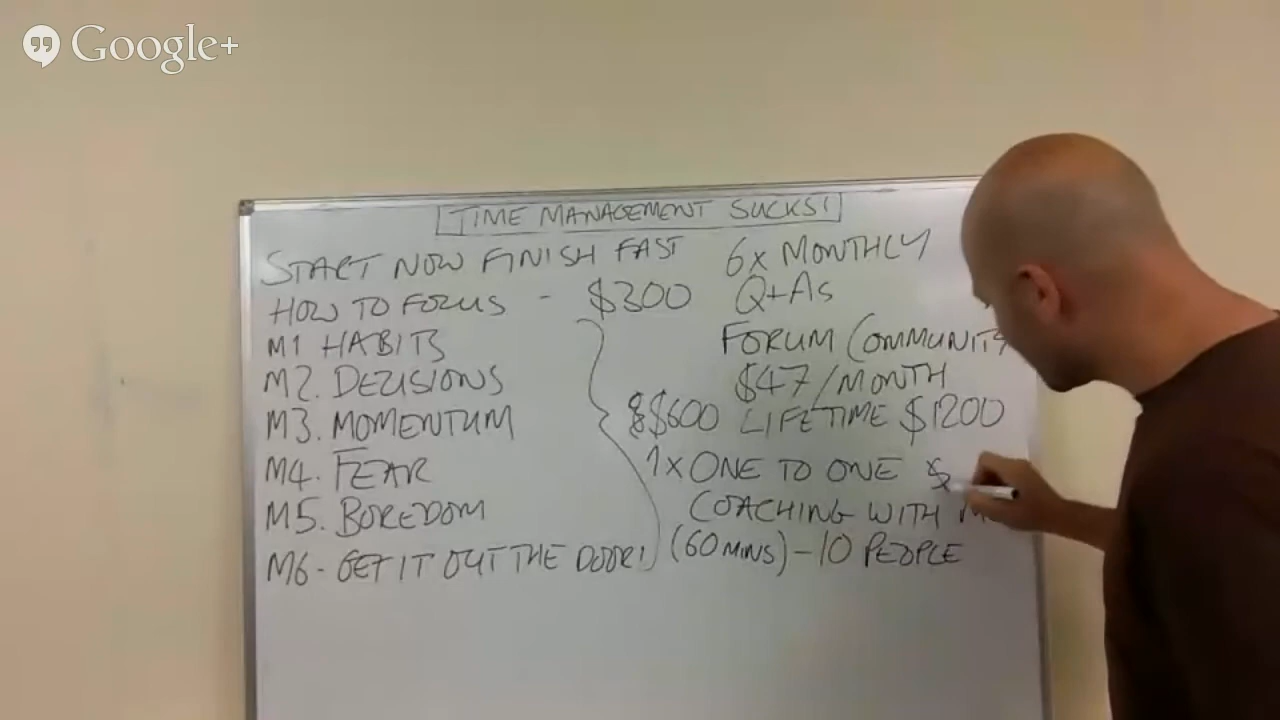 Google+
TIME MANAGEMENT SUCKS!
START NOW FINISH FAST
HOW TO FOCUS - $300
M1 HABITS
M2. DECISIONS
M3. MOMENTUM
M4. FEAR
M5. BOREDOM
M6- GET IT OUT THE DOOR!
6x MONTHLY
Q+As
FORUM COMMUNITY
$47/MONTH
$600 LIFETIME $1200
1x ONE TO ONE $
COACHING WITH
(60 MINS) - 10 PEOPLE